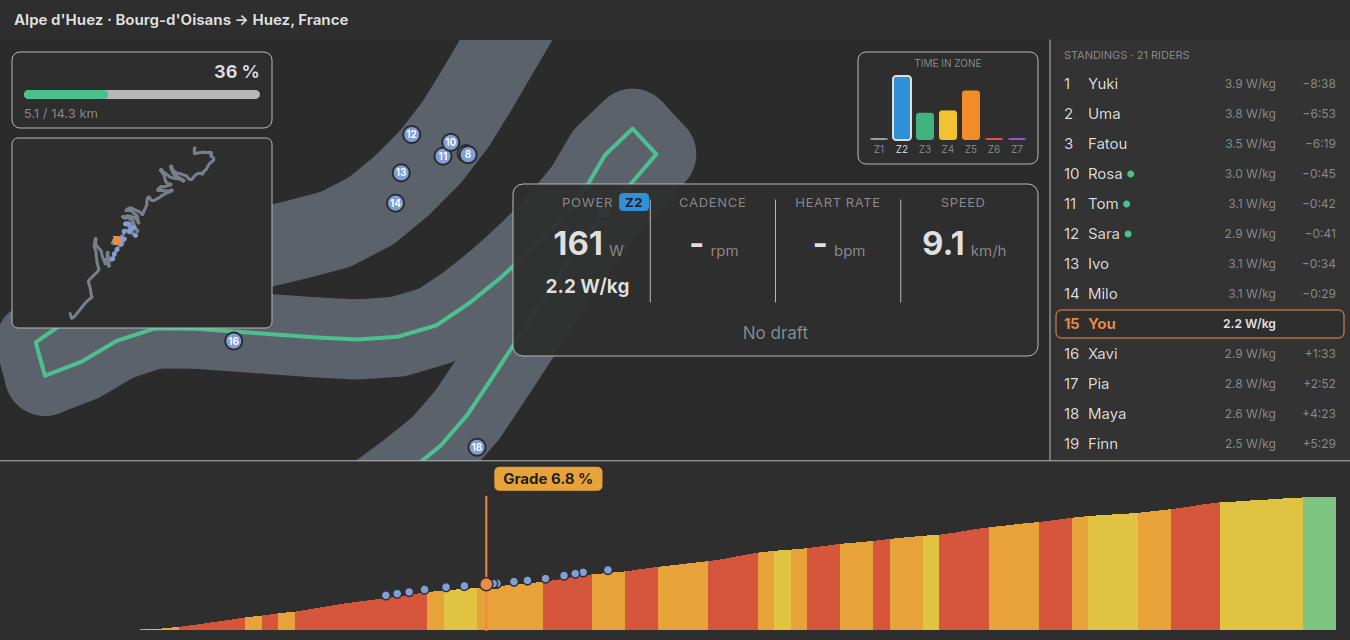 Alpe d'Huez · Bourg-d'Oisans → Huez, France
36 %
5.1 / 14.3 km
TIME IN ZONE
Z1 Z2 Z3 Z4 Z5 Z6 Z7
12
10
11
8
13
14
16
18
POWER Z2
161 W
2.2 W/kg
CADENCE
- rpm
HEART RATE
- bpm
SPEED
9.1 km/h
No draft
STANDINGS · 21 RIDERS
1 Yuki 3.9 W/kg −8:38
2 Uma 3.8 W/kg −6:53
3 Fatou 3.5 W/kg −6:19
10 Rosa 3.0 W/kg −0:45
11 Tom 3.1 W/kg −0:42
12 Sara 2.9 W/kg −0:41
13 Ivo 3.1 W/kg −0:34
14 Milo 3.1 W/kg −0:29
15 You 2.2 W/kg
16 Xavi 2.9 W/kg +1:33
17 Pia 2.8 W/kg +2:52
18 Maya 2.6 W/kg +4:23
19 Finn 2.5 W/kg +5:29
Grade 6.8 %